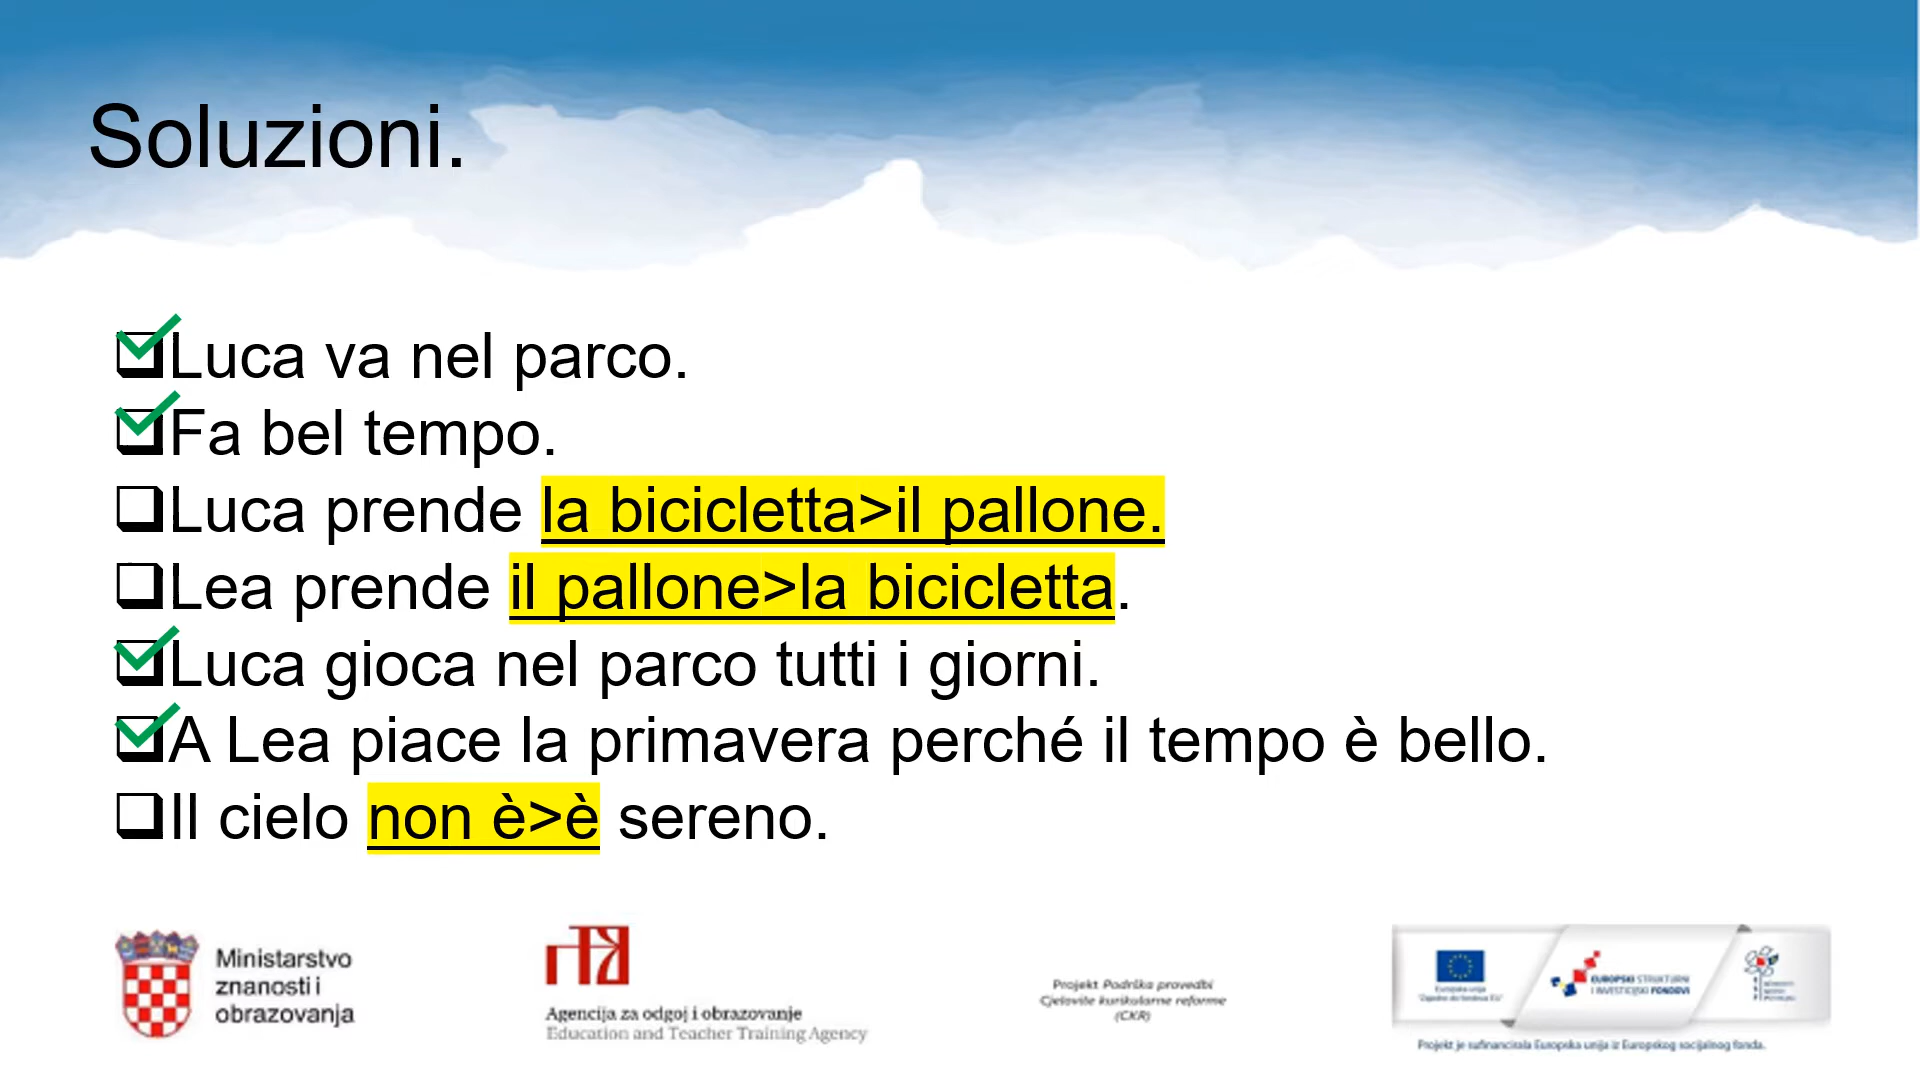 Soluzioni.
Luca va nel parco.
Fa bel tempo.
Luca prende la bicicletta>il pallone.
Lea prende il pallone>la bicicletta.
Luca gioca nel parco tutti i giorni.
A Lea piace la primavera perché il tempo è bello.
Il cielo non è>è sereno.
Ministarstvo
znanosti i
obrazovanja
Agencija za odgoj i obrazovanje
Education and Teacher Training Agency
Projekt Podrška provedbi
Cjelovite kurikularne reforme
(CKR)
Europska unija
EUROPSKI STRUKTURNI
I INVESTICIJSKI FONDOVI
Projekt je sufinancirala Europska unija iz Europskog socijalnog fonda.